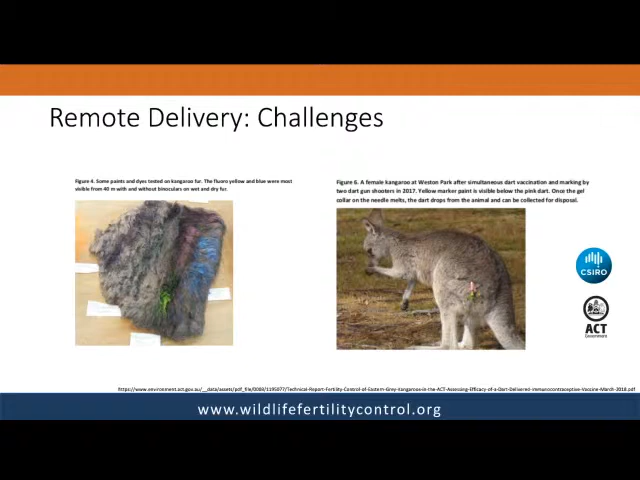 Remote Delivery: Challenges
Figure 4. Some paints and dyes tested on kangaroo fur. The fluoro yellow and blue were most
visible from 40 m with and without binoculars on wet and dry fur.
Figure 6. A female kangaroo at Weston Park after simultaneous dart vaccination and marking by
two dart gun shooters in 2017. Yellow marker paint is visible below the pink dart. Once the gel
collar on the needle melts, the dart drops from the animal and can be collected for disposal.
CSIRO
ACT
Government
https://www.environment.act.gov.au/__data/assets/pdf_file/0008/1195077/Technical-Report-Fertility-Control-of-Eastern-Grey-Kangaroos-in-the-ACT-Assessing-Efficacy-of-a-Dart-Delivered-Immunocontraceptive-Vaccine-March-2018.pdf
www.wildlifefertilitycontrol.org